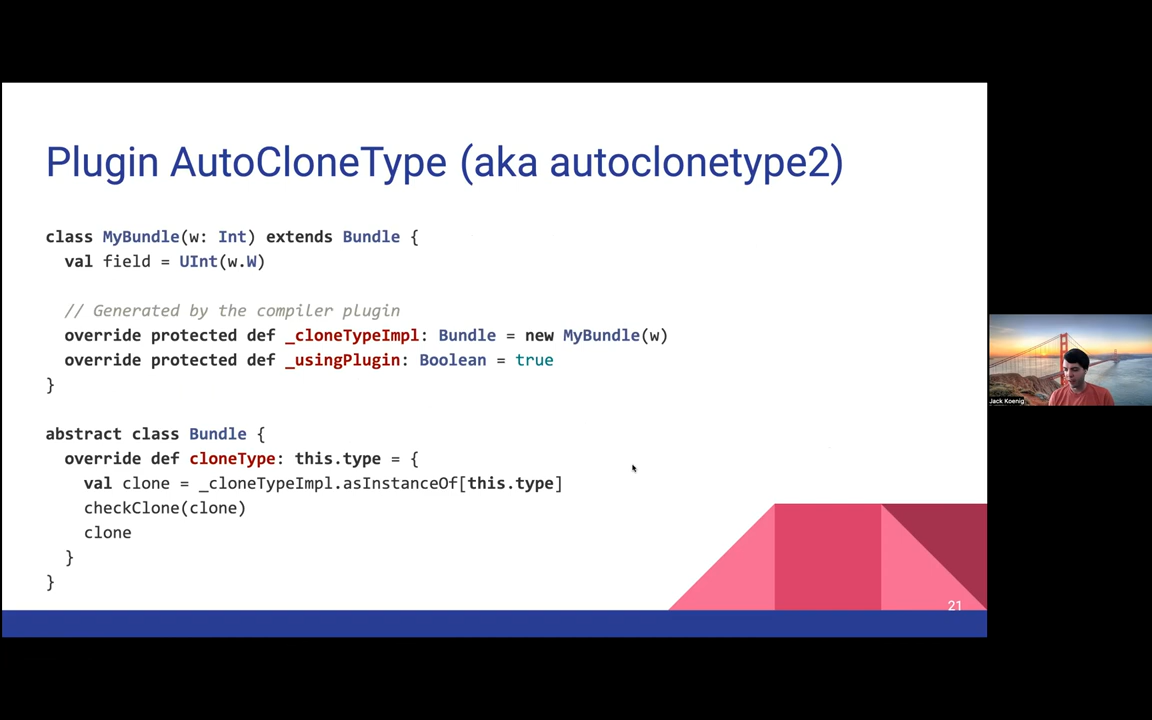 Plugin AutoCloneType (aka autoclonetype2)
class MyBundle(w: Int) extends Bundle {
  val field = UInt(w.W)
  // Generated by the compiler plugin
  override protected def _cloneTypeImpl: Bundle = new MyBundle(w)
  override protected def _usingPlugin: Boolean = true
}
abstract class Bundle {
  override def cloneType: this.type = {
    val clone = _cloneTypeImpl.asInstanceOf[this.type]
    checkClone(clone)
    clone
  }
}
21
Jack Koenig